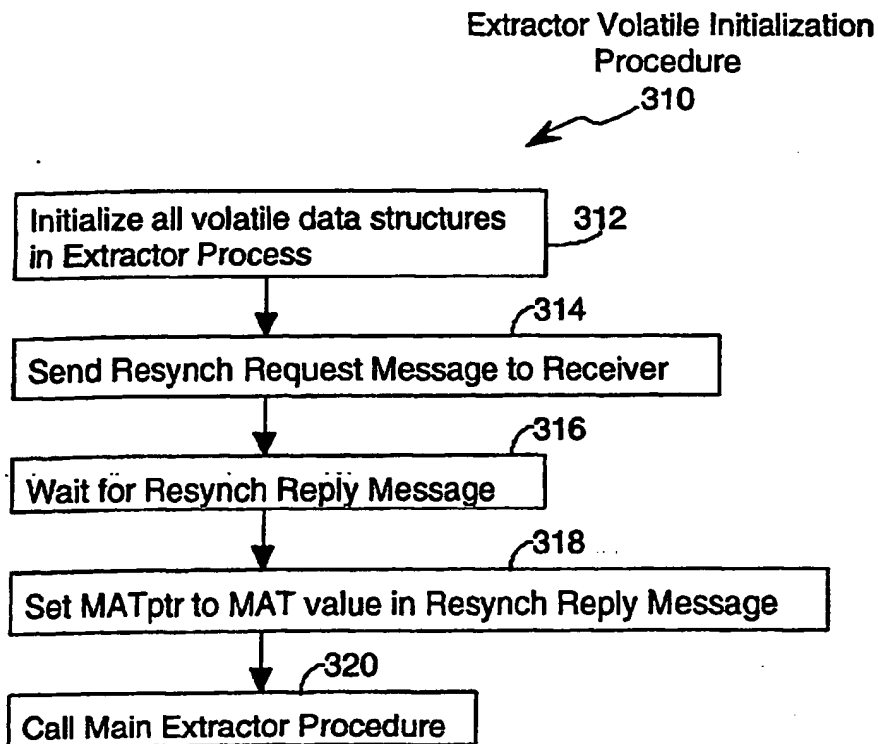 Extractor Volatile Initialization
Procedure
310
Initialize all volatile data structures
in Extractor Process
312
314
Send Resynch Request Message to Receiver
316
Wait for Resynch Reply Message
318
Set MATptr to MAT value in Resynch Reply Message
320
Call Main Extractor Procedure